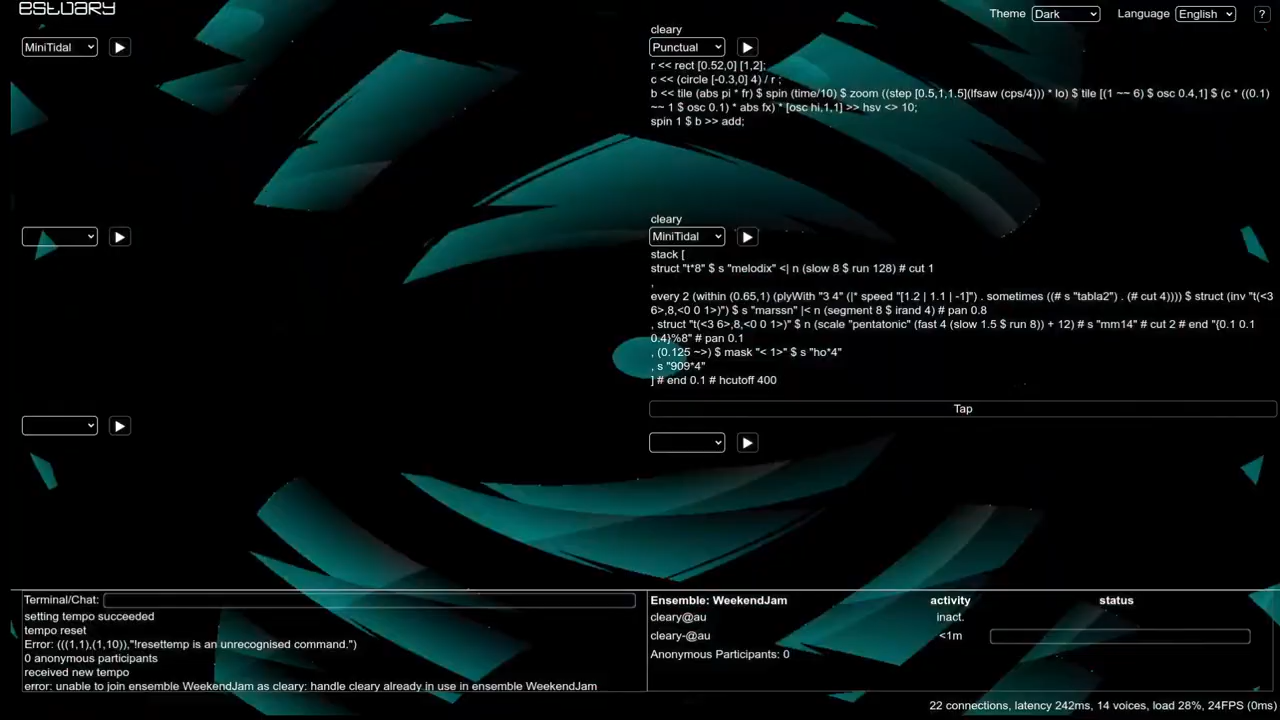 estuary
Theme Dark Language English ?
MiniTidal
cleary
Punctual
r << rect [0.52,0] [1,2];
c << (circle [-0.3,0] 4) / r ;
b << tile (abs pi * fr) $ spin (time/10) $ zoom ((step [0.5,1,1.5](lfsaw (cps/4))) * lo) $ tile [(1 ~~ 6) $ osc 0.4,1] $ (c * ((0.1)
~~ 1 $ osc 0.1) * abs fx) * [osc hi,1,1] >> hsv <> 10;
spin 1 $ b >> add;
cleary
MiniTidal
stack [
struct "t*8" $ s "melodix" <| n (slow 8 $ run 128) # cut 1
,
every 2 (within (0.65,1) (plyWith "3 4" (|* speed "[1.2 | 1.1 | -1]") . sometimes ((# s "tabla2") . (# cut 4)))) $ struct (inv "t(<3
6>,8,<0 0 1>)") $ s "marssn" |< n (segment 8 $ irand 4) # pan 0.8
, struct "t(<3 6>,8,<0 0 1>)" $ n (scale "pentatonic" (fast 4 (slow 1.5 $ run 8)) + 12) # s "mm14" # cut 2 # end "{0.1 0.1
0.4}%8" # pan 0.1
, (0.125 ~>) $ mask "< 1>" $ s "ho*4"
, s "909*4"
] # end 0.1 # hcutoff 400
Tap
Terminal/Chat:
setting tempo succeeded
tempo reset
Error: (((1,1),(1,10)),"!resettemp is an unrecognised command.")
0 anonymous participants
received new tempo
error: unable to join ensemble WeekendJam as cleary: handle cleary already in use in ensemble WeekendJam
Ensemble: WeekendJam activity status
cleary@au inact.
cleary-@au <1m
Anonymous Participants: 0
22 connections, latency 242ms, 14 voices, load 28%, 24FPS (0ms)